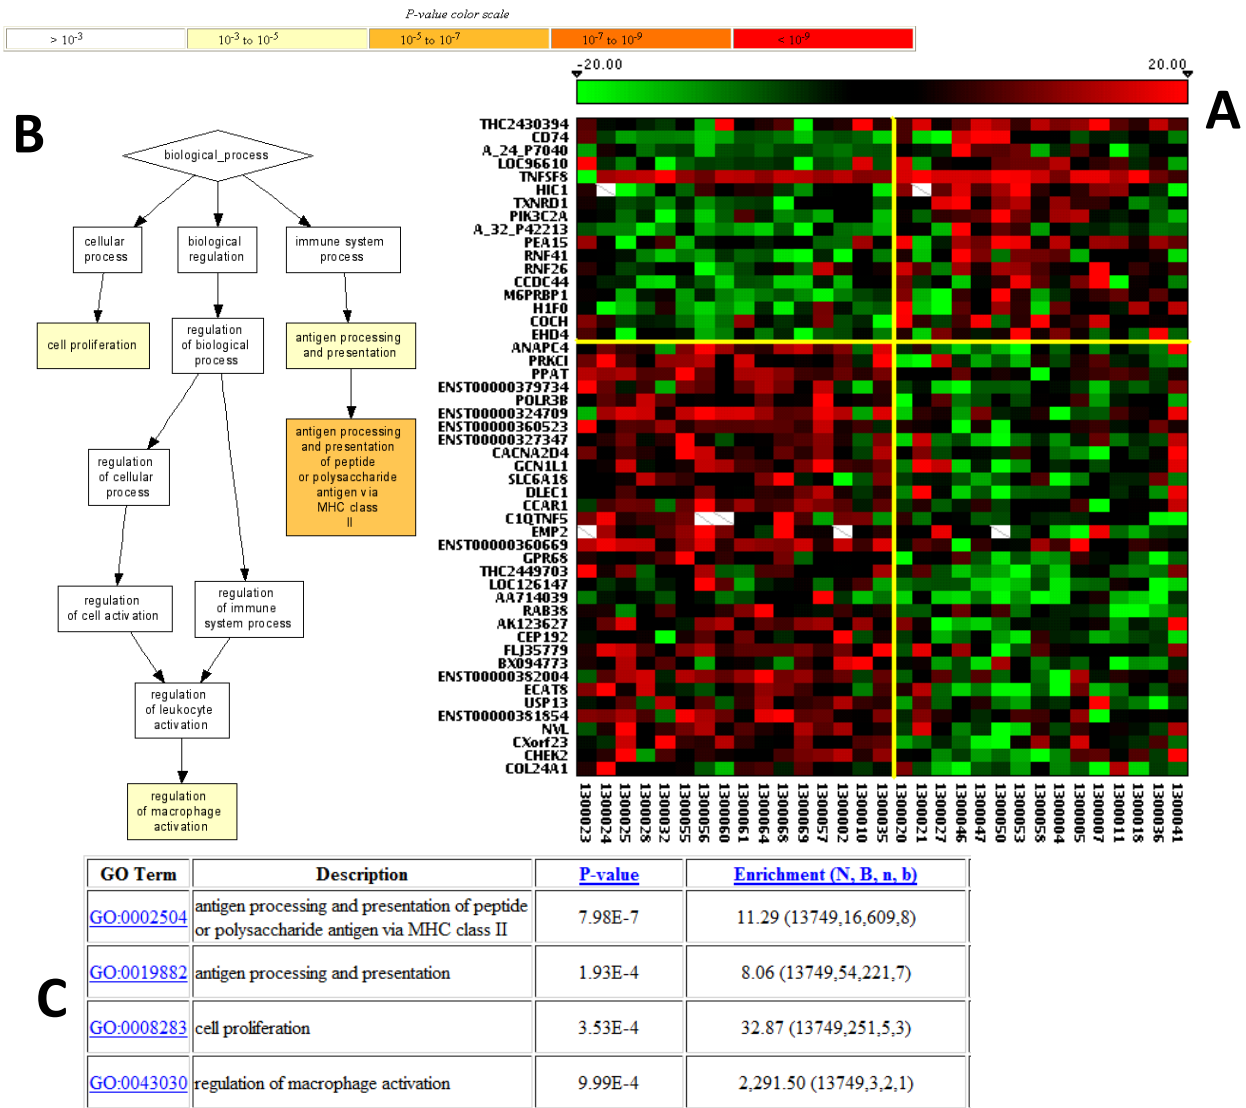 P-value color scale
> 10-3
10-3 to 10-5
10-5 to 10-7
10-7 to 10-9
< 10-9
-20.00
20.00
A
B
biological_process
cellular
process
biological
regulation
immune system
process
cell proliferation
regulation
of biological
process
antigen processing
and presentation
antigen processing
and presentation
of peptide
or polysaccharide
antigen via
MHC class
II
regulation
of cellular
process
regulation
of cell activation
regulation
of immune
system process
regulation
of leukocyte
activation
regulation
of macrophage
activation
THC2430394
CD74
A_24_P7040
LOC96610
TNFSF8
HIC1
TXNRD1
PIK3C2A
A_32_P42213
PEA15
RNF41
RNF26
CCDC44
M6PRBP1
H1F0
COCH
EHD4
ANAPC4
PRKCI
PPAT
ENST00000379734
POLR3B
ENST00000324709
ENST00000360523
ENST00000327347
CACNA2D4
GCN1L1
SLC6A18
DLEC1
CCAR1
C1QTNF5
EMP2
ENST00000360669
GPR68
THC2449703
LOC126147
AA714039
RAB38
AK123627
CEP192
FLJ35779
BX094773
ENST00000382004
ECAT8
USP13
ENST00000381854
NVL
CXorf23
CHEK2
COL24A1
1300023
1300024
1300025
1300028
1300032
1300055
1300056
1300060
1300061
1300064
1300068
1300069
1300057
1300002
1300010
1300035
1300020
1300021
1300027
1300046
1300047
1300050
1300053
1300058
1300004
1300005
1300007
1300011
1300018
1300036
1300041
C
GO Term Description P-value Enrichment (N, B, n, b)
GO:0002504 antigen processing and presentation of peptide
or polysaccharide antigen via MHC class II 7.98E-7 11.29 (13749,16,609,8)
GO:0019882 antigen processing and presentation 1.93E-4 8.06 (13749,54,221,7)
GO:0008283 cell proliferation 3.53E-4 32.87 (13749,251,5,3)
GO:0043030 regulation of macrophage activation 9.99E-4 2,291.50 (13749,3,2,1)